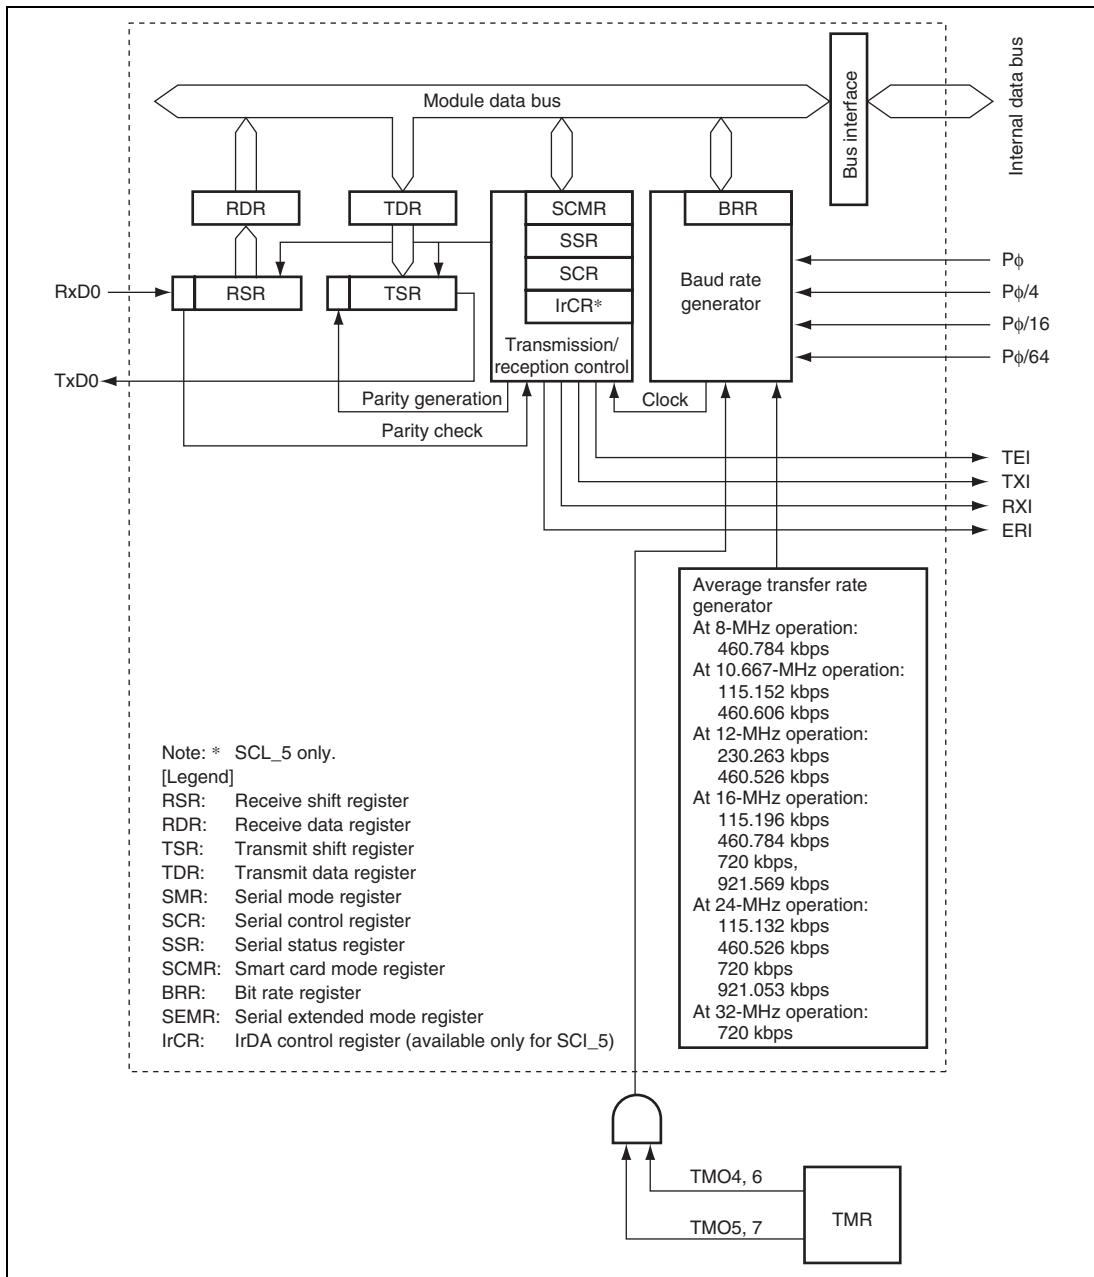 Module data bus
Bus interface
Internal data bus
RDR
TDR
SCMR
BRR
SSR
SCR
IrCR*
Transmission/
reception control
Baud rate
generator
RxD0
RSR
TSR
TxD0
Pϕ
Pϕ/4
Pϕ/16
Pϕ/64
Parity generation
Clock
Parity check
TEI
TXI
RXI
ERI
Average transfer rate
generator
At 8-MHz operation:
460.784 kbps
At 10.667-MHz operation:
115.152 kbps
460.606 kbps
At 12-MHz operation:
230.263 kbps
460.526 kbps
At 16-MHz operation:
115.196 kbps
460.784 kbps
720 kbps,
921.569 kbps
At 24-MHz operation:
115.132 kbps
460.526 kbps
720 kbps
921.053 kbps
At 32-MHz operation:
720 kbps
Note: * SCL_5 only.
[Legend]
RSR: Receive shift register
RDR: Receive data register
TSR: Transmit shift register
TDR: Transmit data register
SMR: Serial mode register
SCR: Serial control register
SSR: Serial status register
SCMR: Smart card mode register
BRR: Bit rate register
SEMR: Serial extended mode register
IrCR: IrDA control register (available only for SCI_5)
TMO4, 6
TMO5, 7
TMR